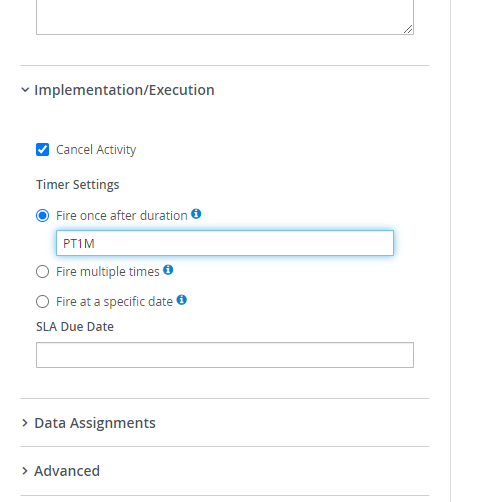 Implementation/Execution
Cancel Activity
Timer Settings
Fire once after duration
PT1M
Fire multiple times
Fire at a specific date
SLA Due Date
Data Assignments
Advanced